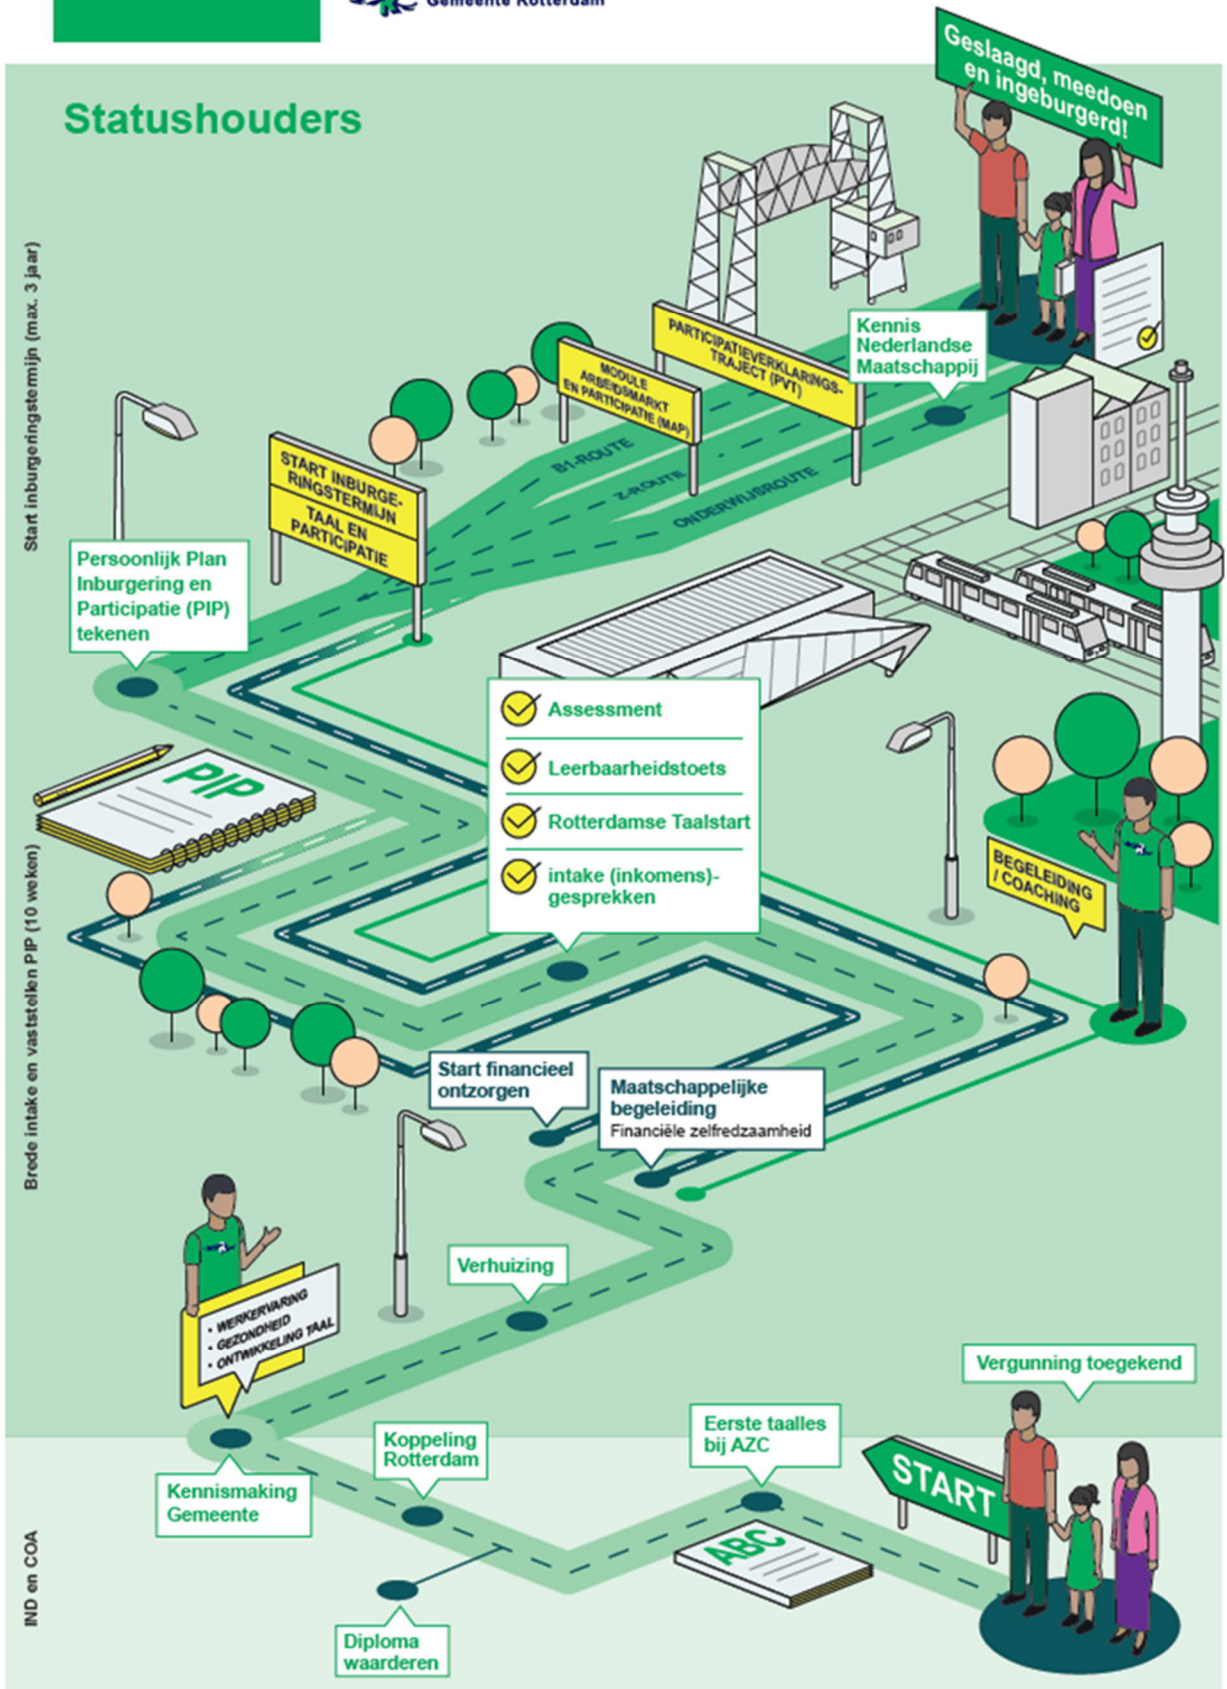 Gemeente Rotterdam
Statushouders
Geslaagd, meedoen
en ingeburgerd!
Start inburgeringstermijn (max. 3 jaar)
Kennis
Nederlandse
Maatschappij
PARTICIPATIEVERKLARINGS-
TRAJECT (PVT)
MODULE
ARBEIDSMARKT
EN PARTICIPATIE (MAP)
B1-ROUTE
Z-ROUTE
ONDERWIJSROUTE
START INBURGE-
RINGSTERMIJN
TAAL EN
PARTICIPATIE
Persoonlijk Plan
Inburgering en
Participatie (PIP)
tekenen
PIP
Assessment
Leerbaarheidstoets
Rotterdamse Taalstart
intake (inkomens)-
gesprekken
BEGELEIDING
/ COACHING
Brede intake en vaststellen PIP (10 weken)
Start financieel
ontzorgen
Maatschappelijke
begeleiding
Financiële zelfredzaamheid
Verhuizing
• WERKERVARING
• GEZONDHEID
• ONTWIKKELING TAAL
Vergunning toegekend
Eerste taalles
bij AZC
Koppeling
Rotterdam
START
Kennismaking
Gemeente
ABC
IND en COA
Diploma
waarderen